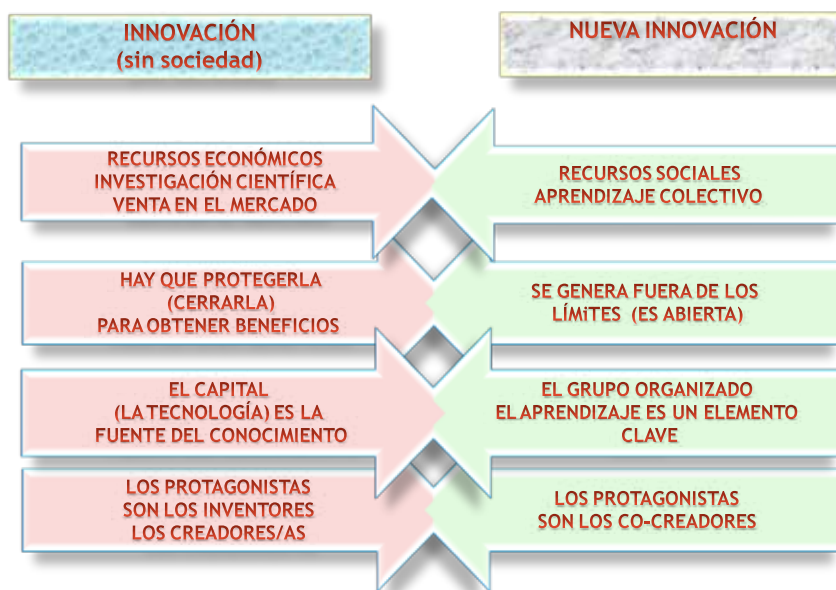 INNOVACIÓN
(sin sociedad)
NUEVA INNOVACIÓN
RECURSOS ECONÓMICOS
INVESTIGACIÓN CIENTÍFICA
VENTA EN EL MERCADO
RECURSOS SOCIALES
APRENDIZAJE COLECTIVO
HAY QUE PROTEGERLA
(CERRARLA)
PARA OBTENER BENEFICIOS
SE GENERA FUERA DE LOS
LÍMiTES (ES ABIERTA)
EL CAPITAL
(LA TECNOLOGÍA) ES LA
FUENTE DEL CONOCIMIENTO
EL GRUPO ORGANIZADO
EL APRENDIZAJE ES UN ELEMENTO
CLAVE
LOS PROTAGONISTAS
SON LOS INVENTORES
LOS CREADORES/AS
LOS PROTAGONISTAS
SON LOS CO-CREADORES